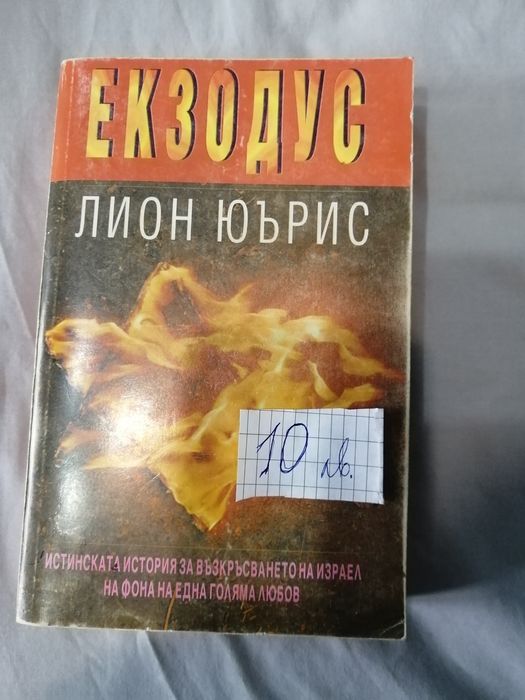 ЕКЗОДУС
ЛИОН ЮЪРИС
10 лв.
ИСТИНСКАТА ИСТОРИЯ ЗА ВЪЗКРЪСВАНЕТО НА ИЗРАЕЛ
НА ФОНА НА ЕДНА ГОЛЯМА ЛЮБОВ